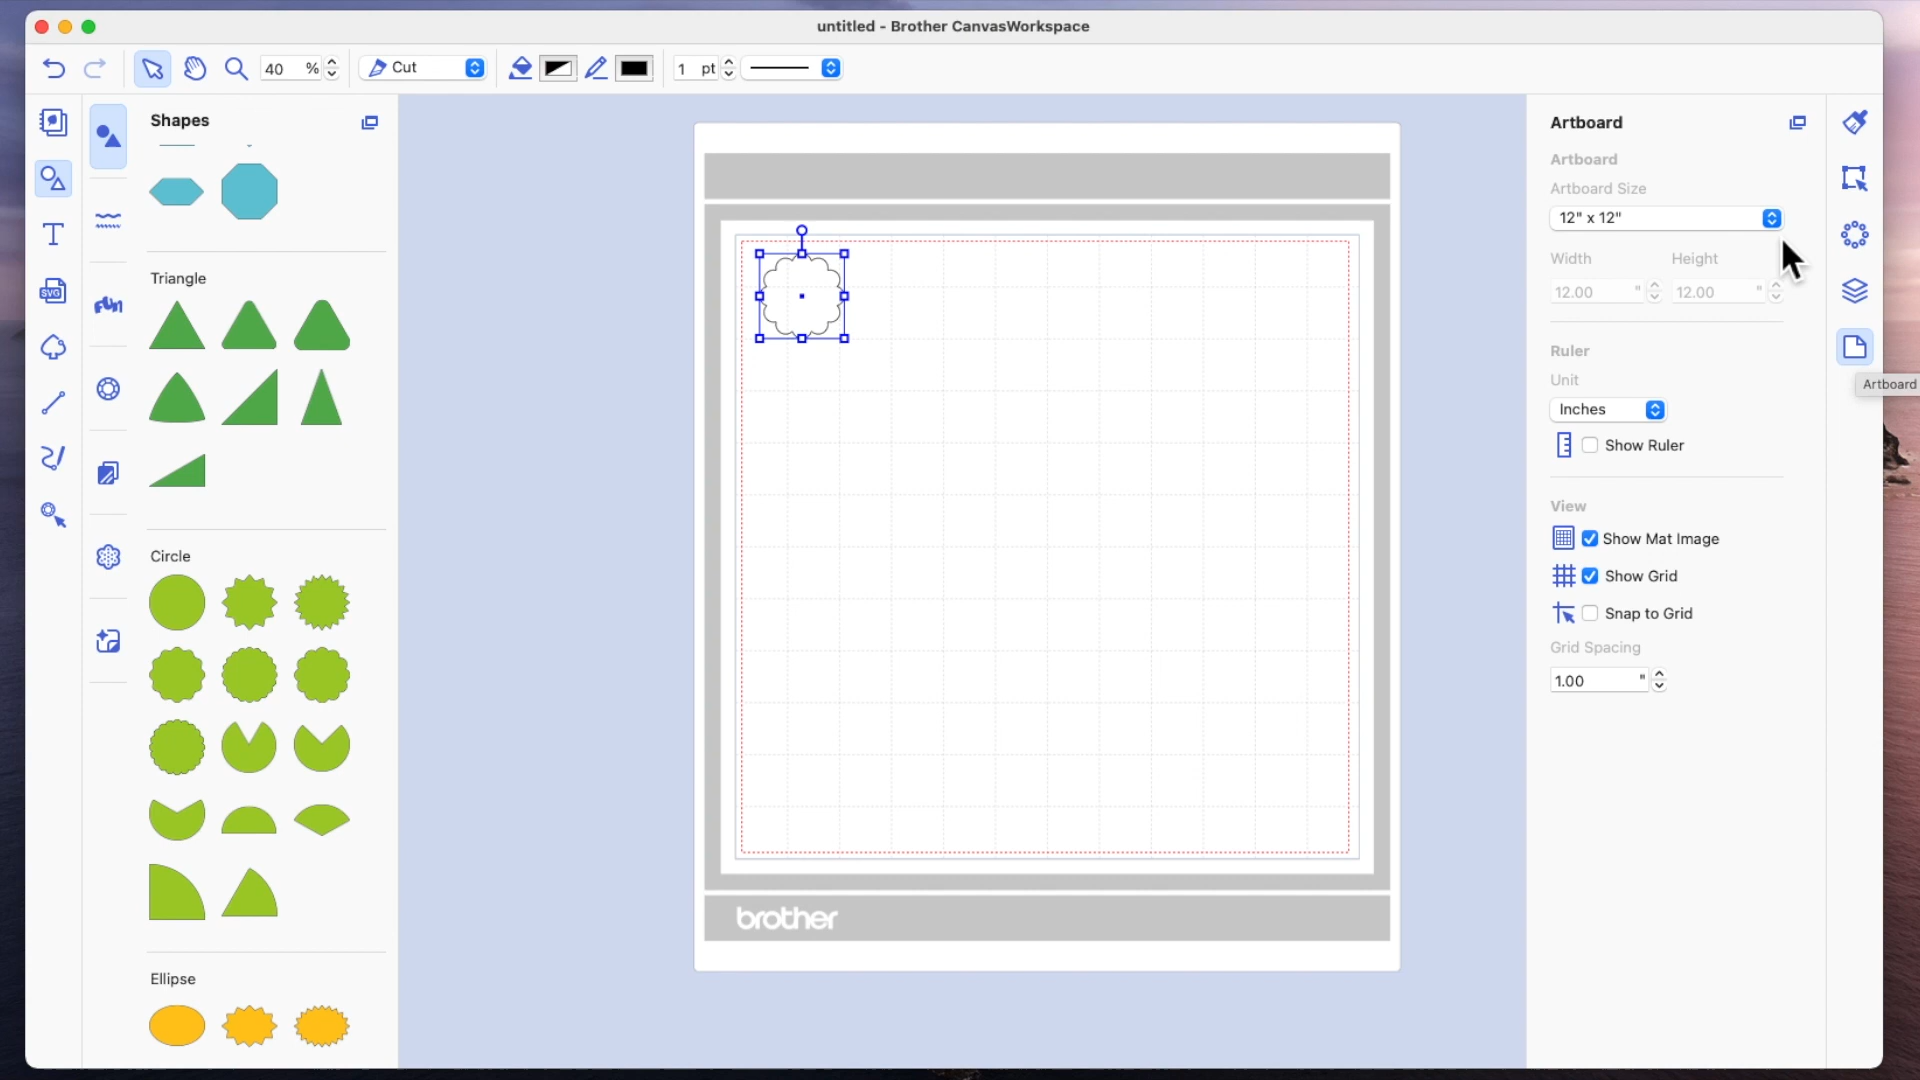 untitled - Brother CanvasWorkspace
40 %
Cut
1 pt
Shapes
Triangle
Circle
Ellipse
T
SVG
Fun
brother
Artboard
Artboard
Artboard Size
12" x 12"
Width Height
12.00 " 12.00 "
Ruler
Unit
Inches
Show Ruler
Artboard
View
Show Mat Image
Show Grid
Snap to Grid
Grid Spacing
1.00 "